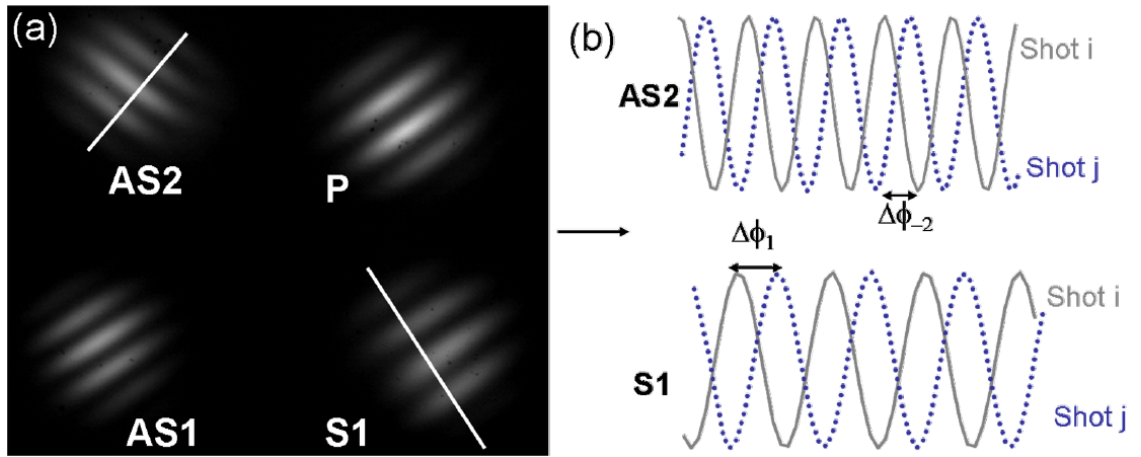 (a)
AS2
P
AS1
S1
(b)
AS2
Shot i
Shot j
Δϕ₋₂
Δϕ₁
S1
Shot i
Shot j